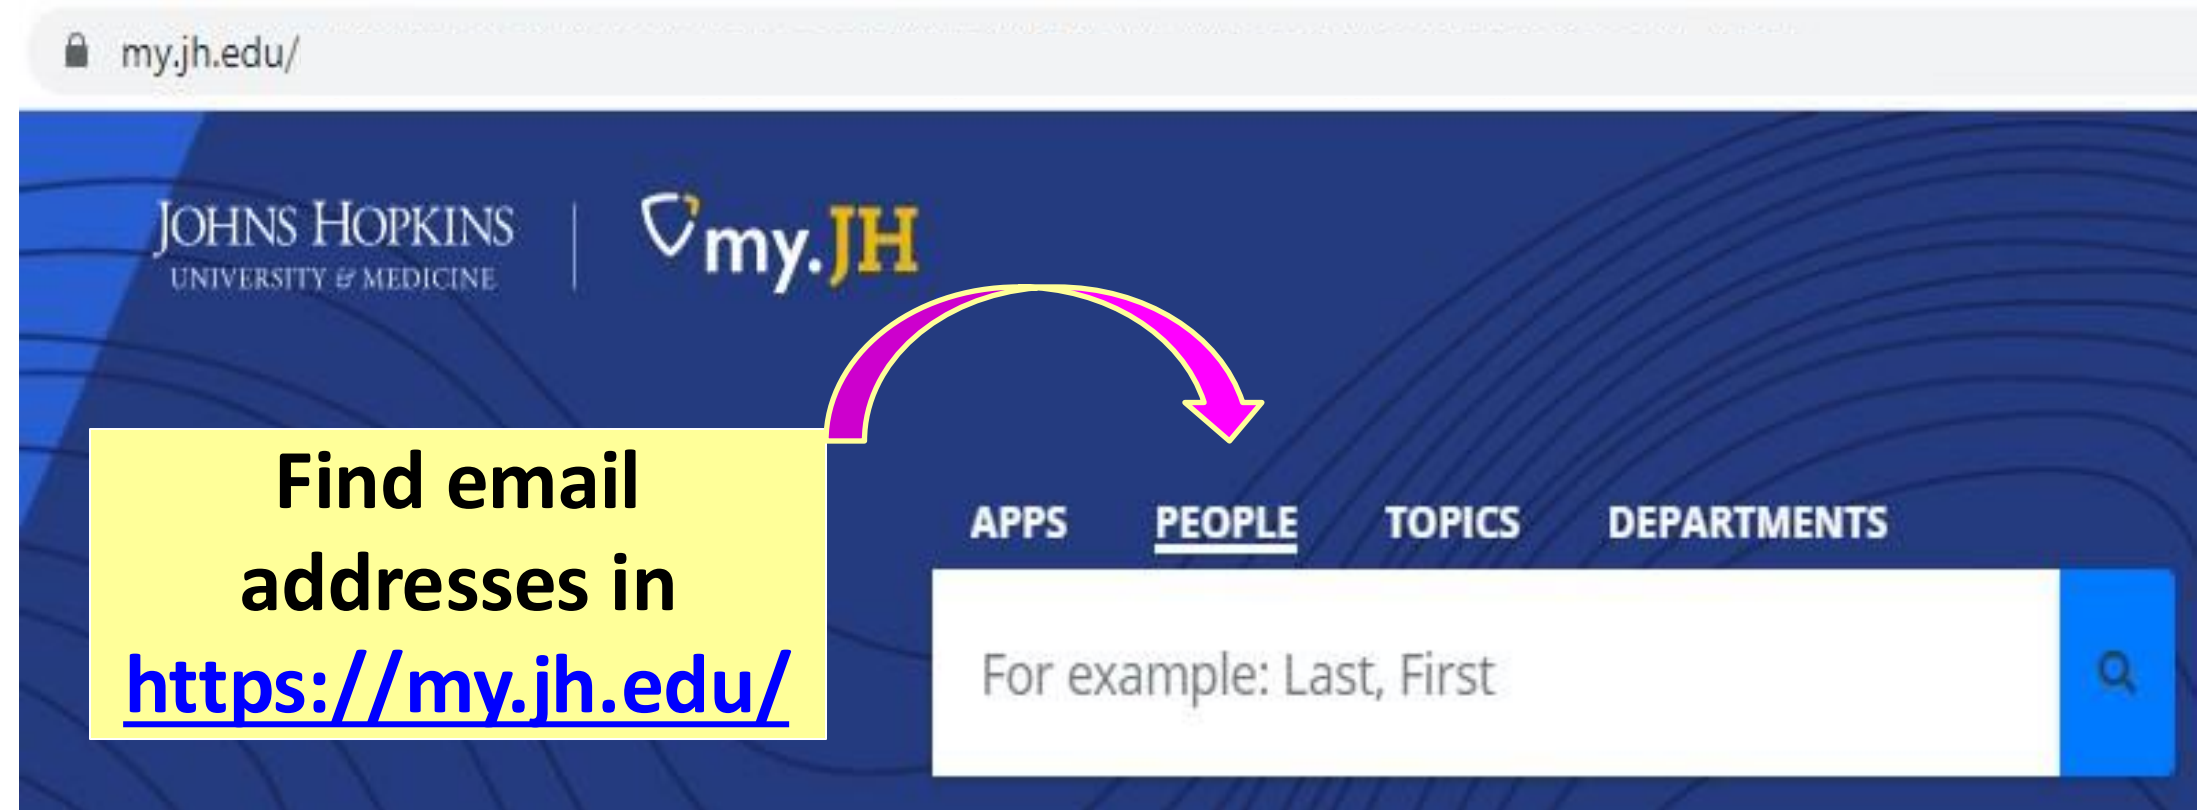 my.jh.edu/
JOHNS HOPKINS
UNIVERSITY & MEDICINE
my.JH
Find email
addresses in
https://my.jh.edu/
APPS PEOPLE TOPICS DEPARTMENTS
For example: Last, First